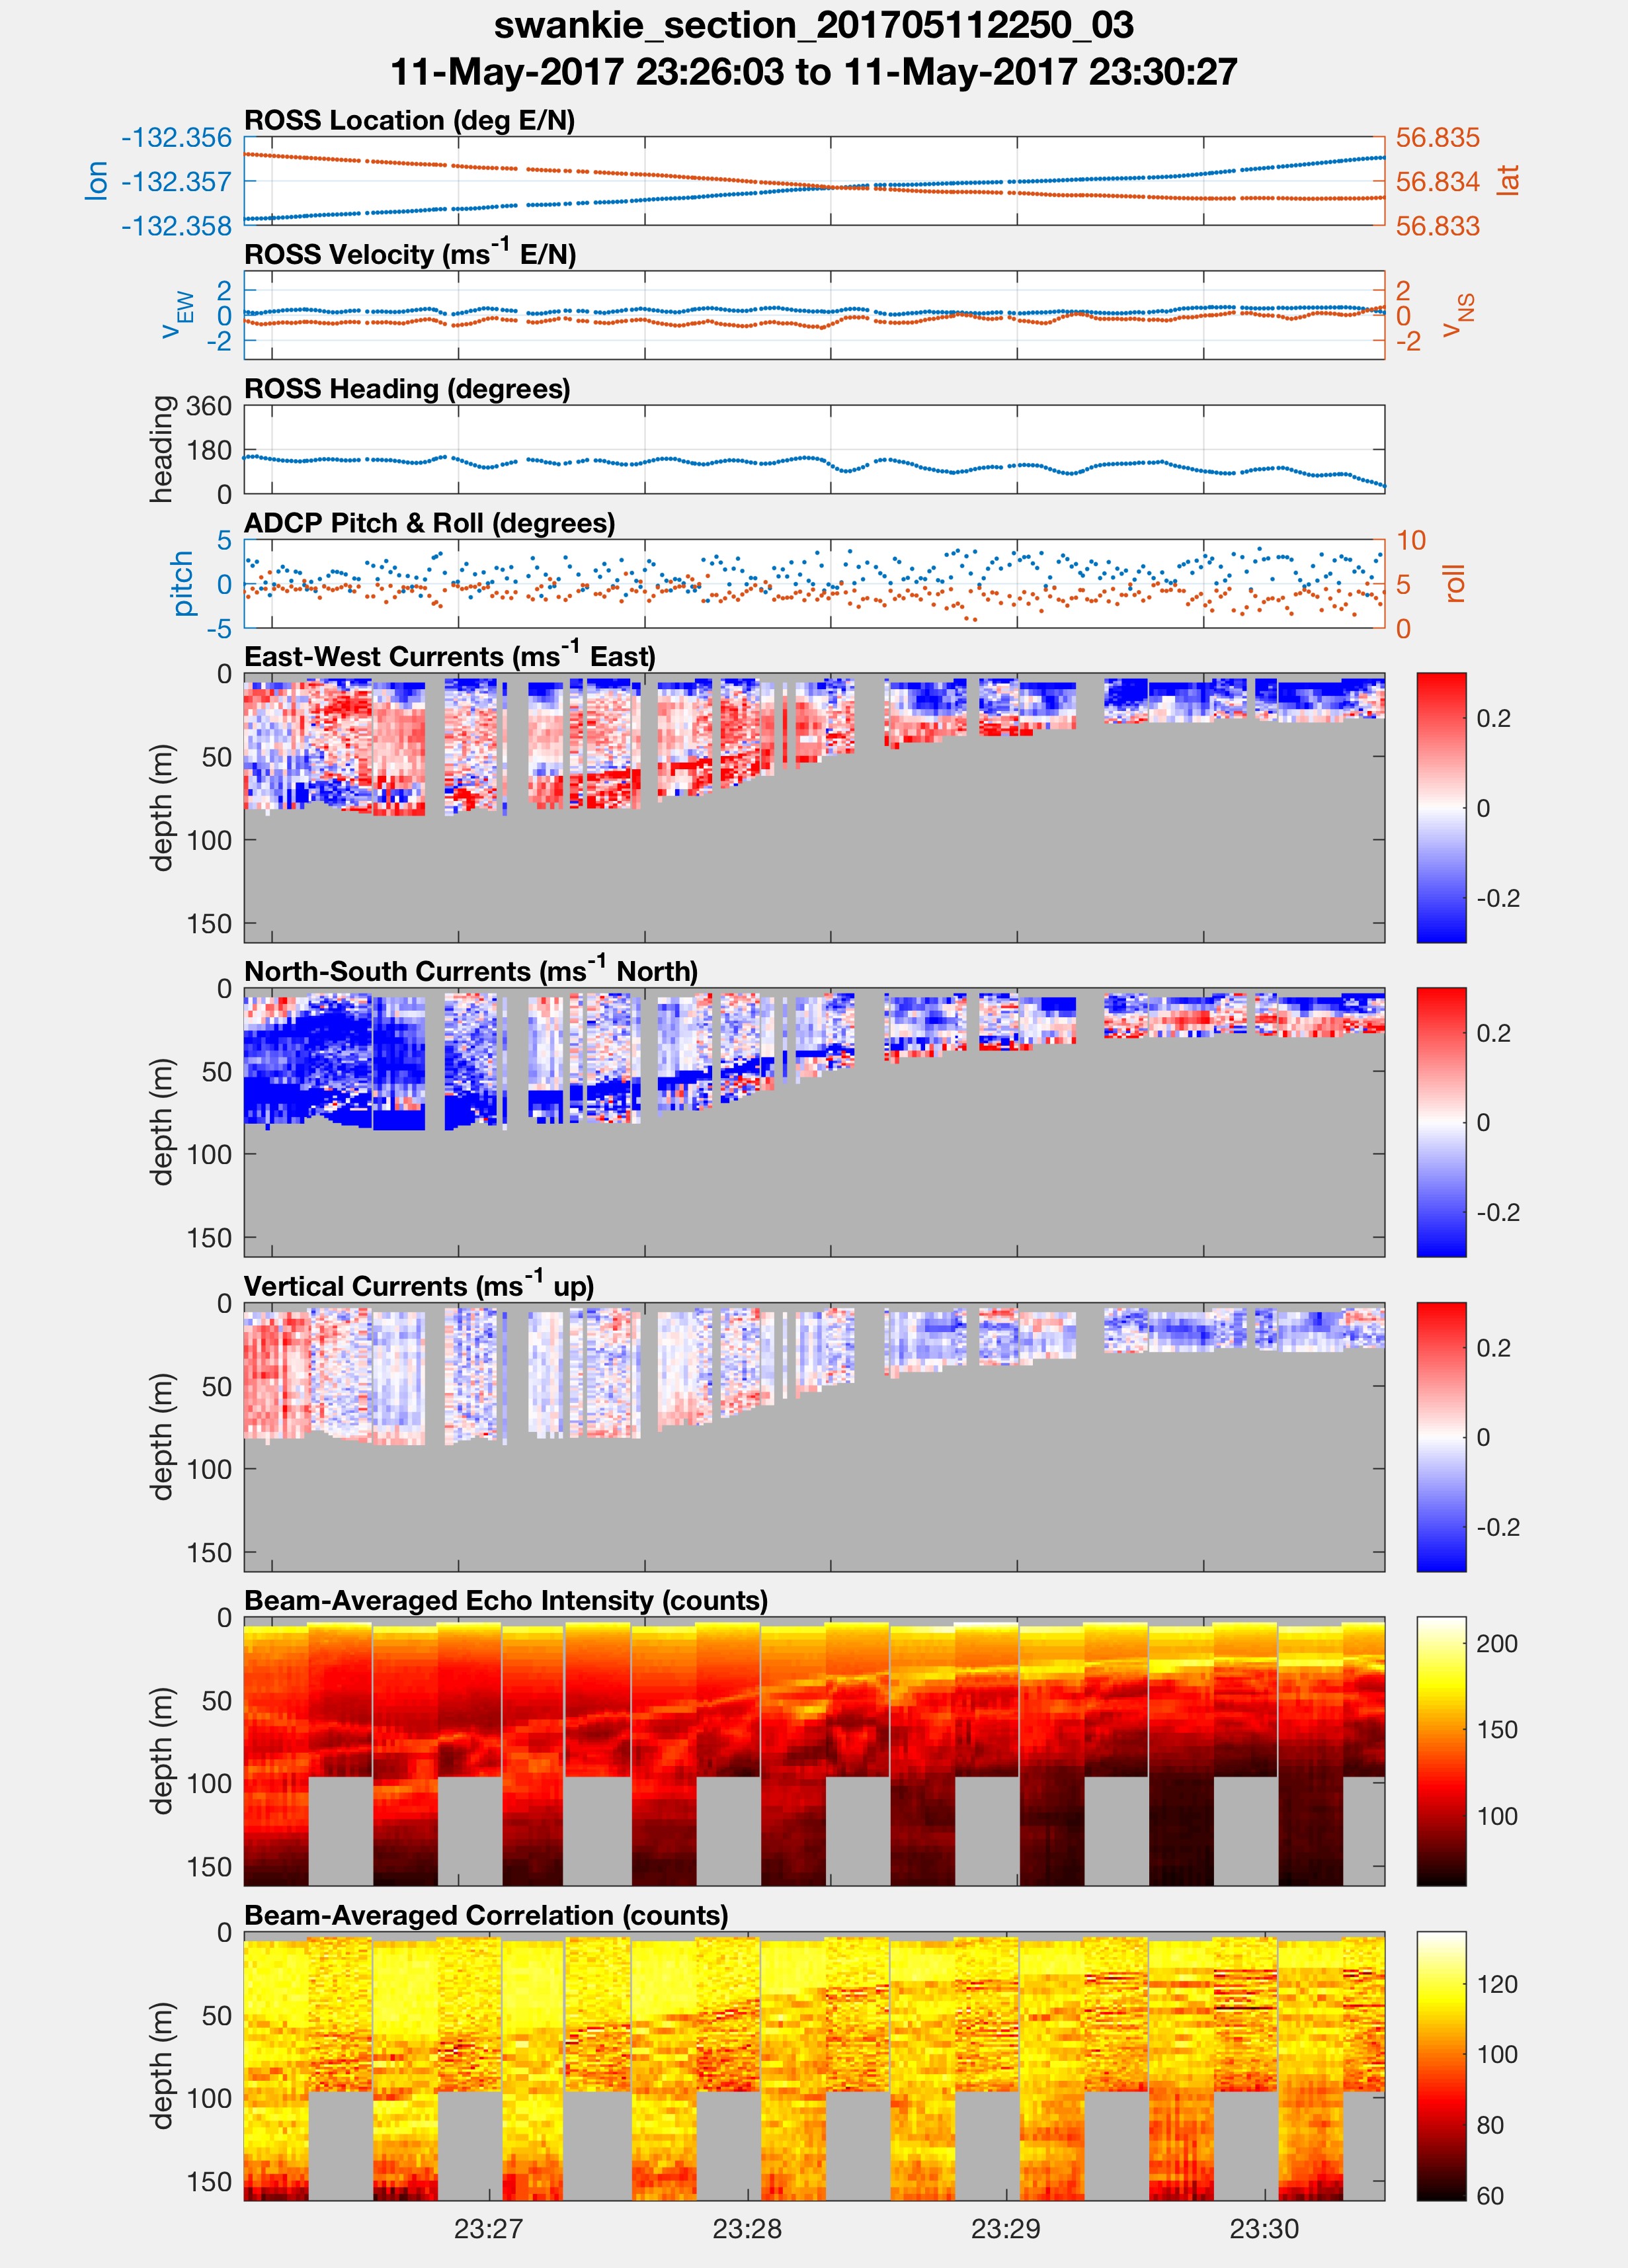 swankie_section_201705112250_03
11-May-2017 23:26:03 to 11-May-2017 23:30:27
ROSS Location (deg E/N)
-132.356
-132.357
-132.358
lon
56.835
56.834
56.833
lat
ROSS Velocity (ms-1 E/N)
2
0
-2
vEW
2
0
-2
vNS
ROSS Heading (degrees)
360
180
0
heading
ADCP Pitch & Roll (degrees)
5
0
-5
pitch
10
5
0
roll
East-West Currents (ms-1 East)
0
50
100
150
depth (m)
0.2
0
-0.2
North-South Currents (ms-1 North)
0
50
100
150
depth (m)
0.2
0
-0.2
Vertical Currents (ms-1 up)
0
50
100
150
depth (m)
0.2
0
-0.2
Beam-Averaged Echo Intensity (counts)
0
50
100
150
depth (m)
200
150
100
Beam-Averaged Correlation (counts)
0
50
100
150
depth (m)
120
100
80
60
23:27
23:28
23:29
23:30